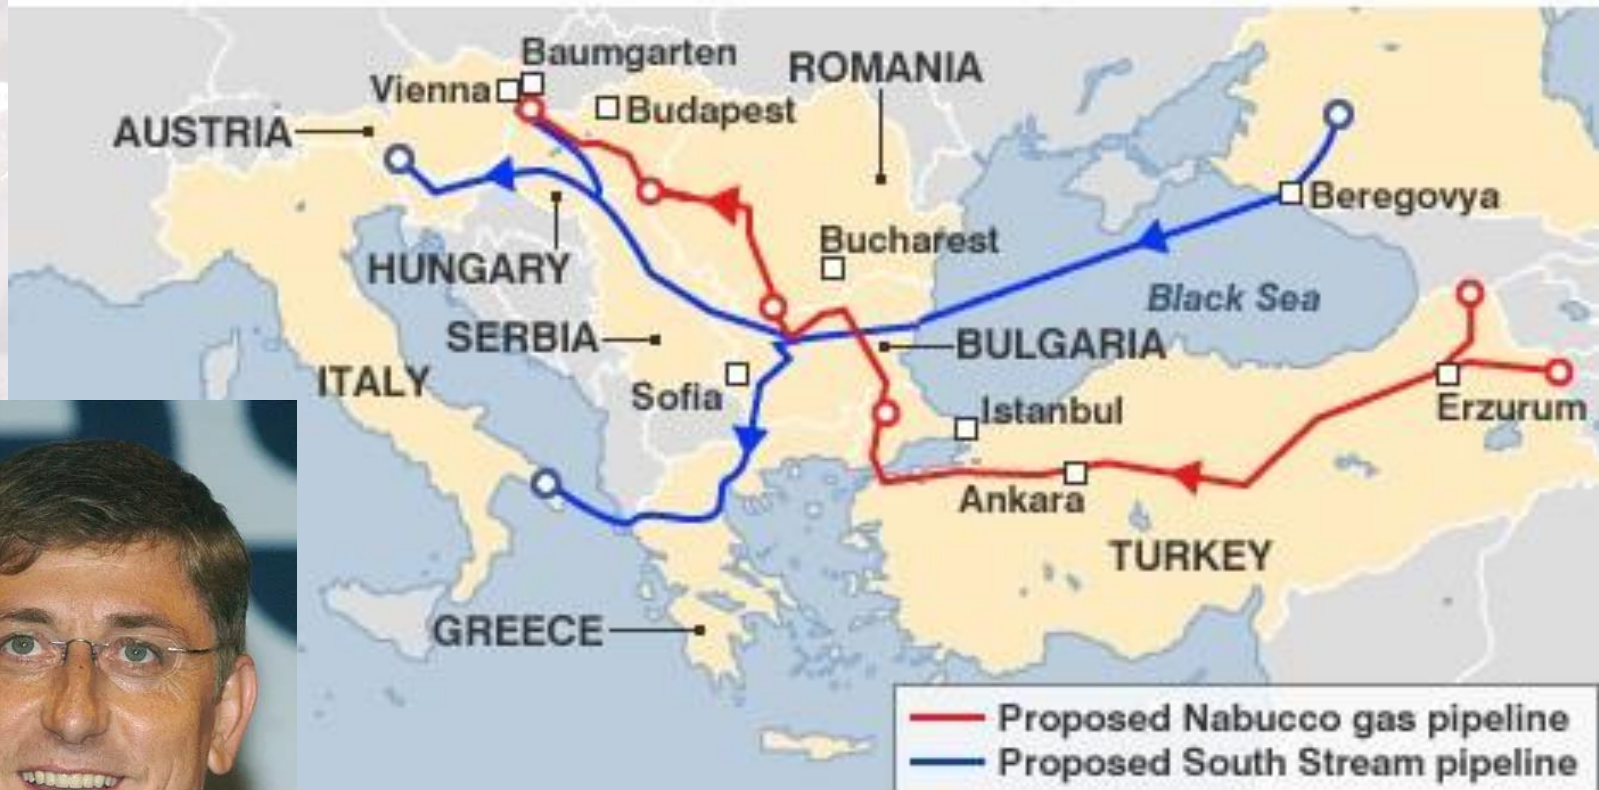 Baumgarten
ROMANIA
Vienna
Budapest
AUSTRIA
Beregovya
Bucharest
HUNGARY
Black Sea
SERBIA
BULGARIA
ITALY
Sofia
Istanbul
Erzurum
Ankara
TURKEY
GREECE
Proposed Nabucco gas pipeline
Proposed South Stream pipeline